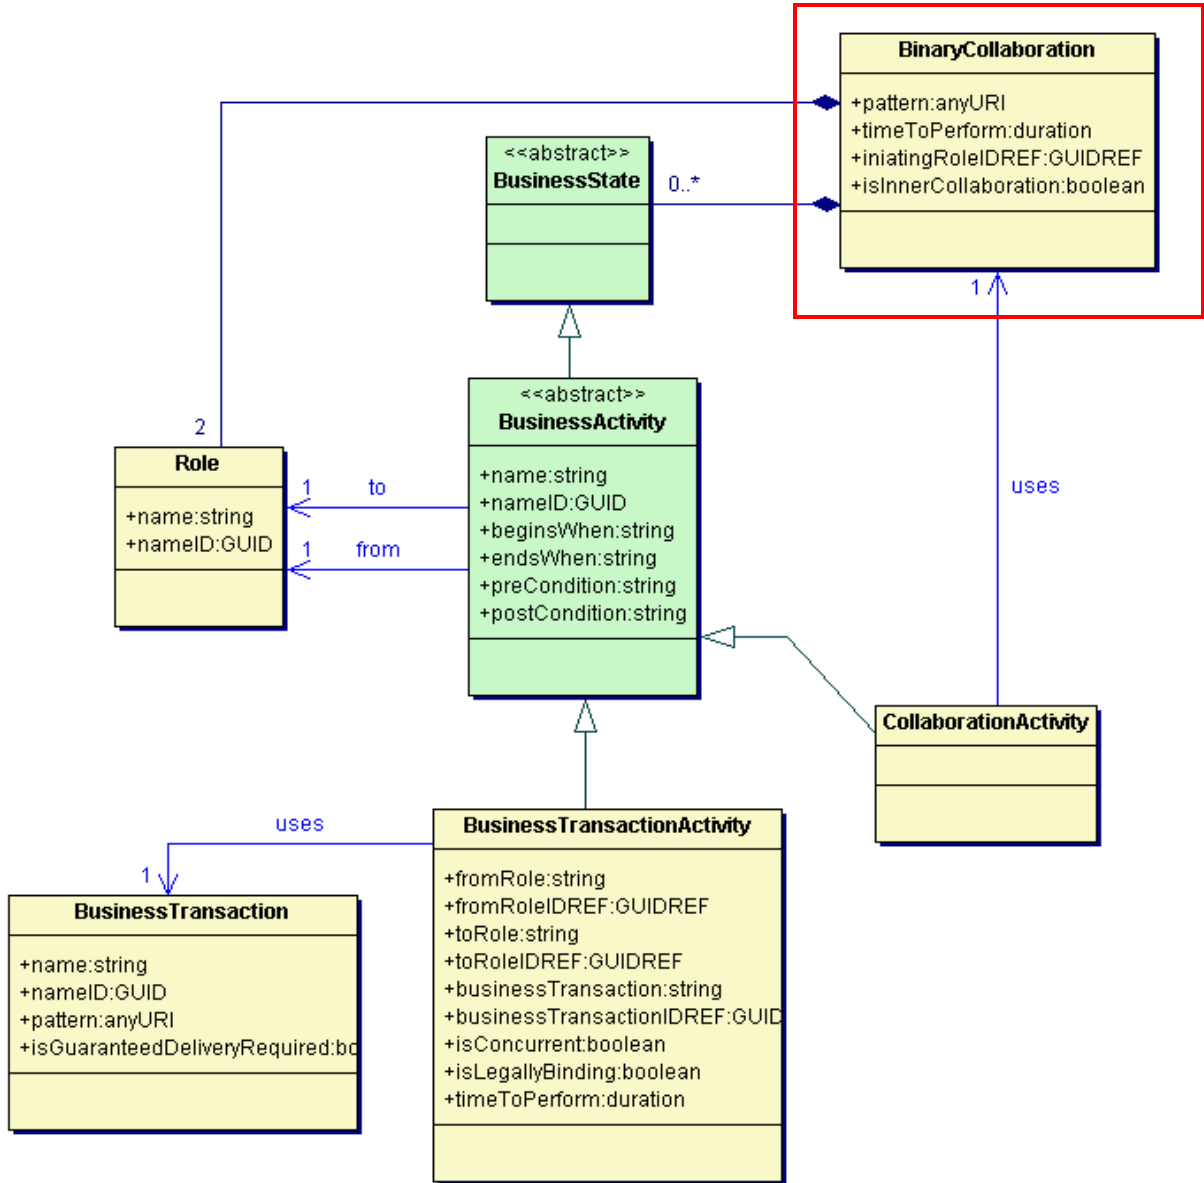 BinaryCollaboration
+pattern:anyURI
+timeToPerform:duration
+iniatingRoleIDREF:GUIDREF
+isInnerCollaboration:boolean
<<abstract>>
BusinessState
0..*
1
<<abstract>>
BusinessActivity
+name:string
+nameID:GUID
+beginsWhen:string
+endsWhen:string
+preCondition:string
+postCondition:string
2
Role
+name:string
+nameID:GUID
1
to
1
from
uses
CollaborationActivity
uses
1
BusinessTransactionActivity
+fromRole:string
+fromRoleIDREF:GUIDREF
+toRole:string
+toRoleIDREF:GUIDREF
+businessTransaction:string
+businessTransactionIDREF:GUID
+isConcurrent:boolean
+isLegallyBinding:boolean
+timeToPerform:duration
BusinessTransaction
+name:string
+nameID:GUID
+pattern:anyURI
+isGuaranteedDeliveryRequired:bo